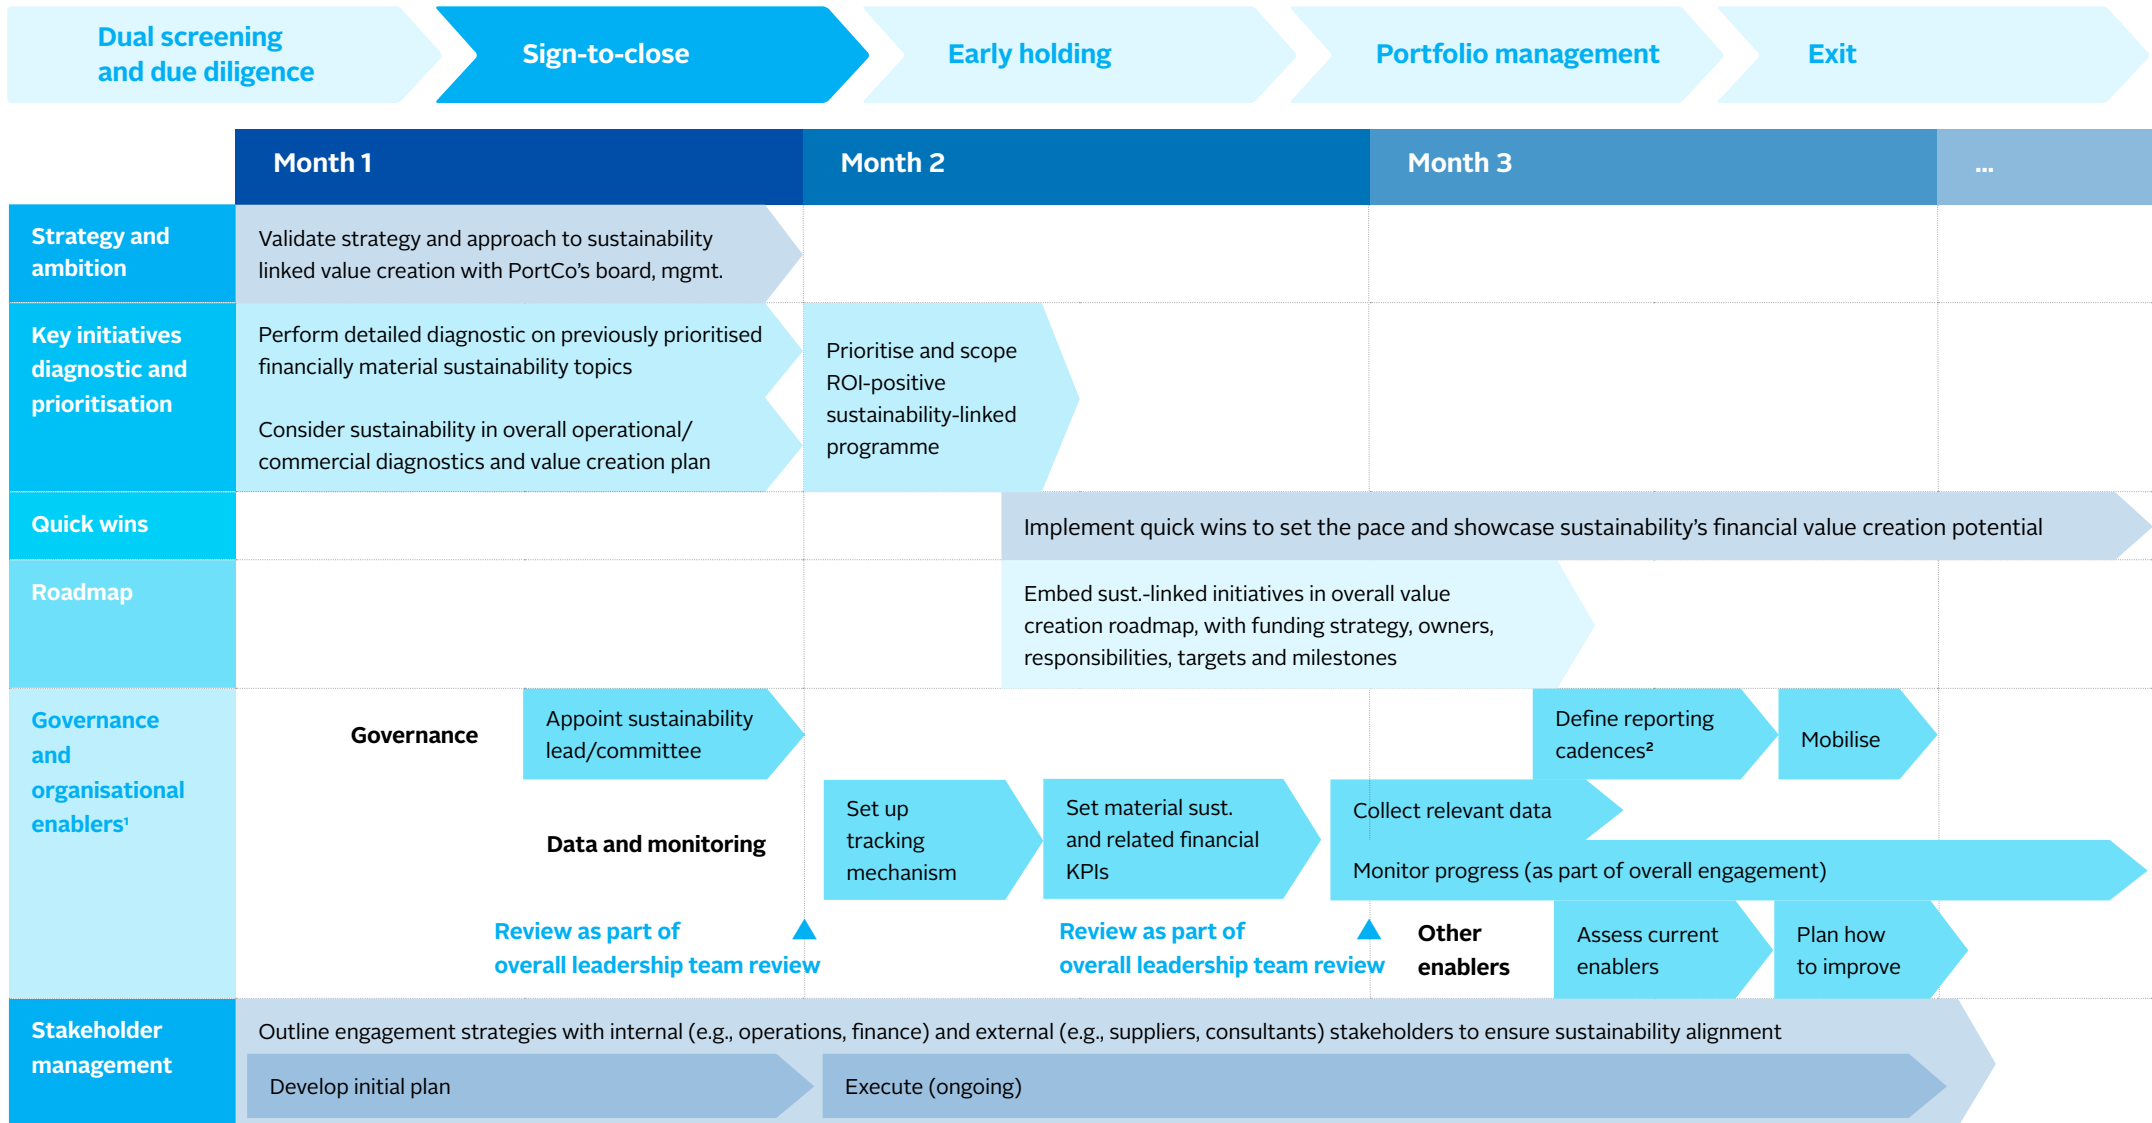 Dual screening
and due diligence
Sign-to-close
Early holding
Portfolio management
Exit
Month 1
Month 2
Month 3
...
Strategy and
ambition
Validate strategy and approach to sustainability
linked value creation with PortCo’s board, mgmt.
Key initiatives
diagnostic and
prioritisation
Perform detailed diagnostic on previously prioritised
financially material sustainability topics
Consider sustainability in overall operational/
commercial diagnostics and value creation plan
Prioritise and scope
ROI-positive
sustainability-linked
programme
Quick wins
Implement quick wins to set the pace and showcase sustainability’s financial value creation potential
Roadmap
Embed sust.-linked initiatives in overall value
creation roadmap, with funding strategy, owners,
responsibilities, targets and milestones
Governance
and
organisational
enablers¹
Governance
Appoint sustainability
lead/committee
Define reporting
cadences²
Mobilise
Data and monitoring
Set up
tracking
mechanism
Set material sust.
and related financial
KPIs
Collect relevant data
Monitor progress (as part of overall engagement)
Review as part of
overall leadership team review
Review as part of
overall leadership team review
Other
enablers
Assess current
enablers
Plan how
to improve
Stakeholder
management
Outline engagement strategies with internal (e.g., operations, finance) and external (e.g., suppliers, consultants) stakeholders to ensure sustainability alignment
Develop initial plan
Execute (ongoing)